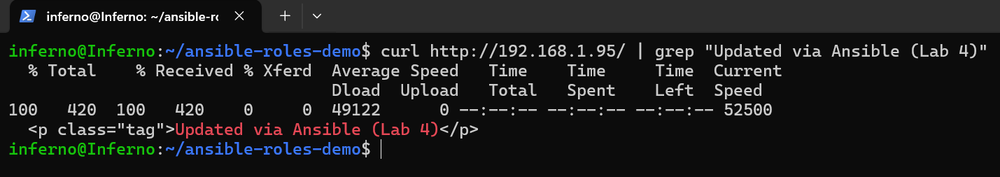 inferno@Inferno: ~/ansible-ro
inferno@Inferno:~/ansible-roles-demo$ curl http://192.168.1.95/ | grep "Updated via Ansible (Lab 4)"
  % Total    % Received % Xferd  Average Speed   Time    Time     Time  Current
                                 Dload  Upload   Total   Spent    Left  Speed
100   420  100   420    0     0  49122      0 --:--:-- --:--:-- --:--:-- 52500
  <p class="tag">Updated via Ansible (Lab 4)</p>
inferno@Inferno:~/ansible-roles-demo$